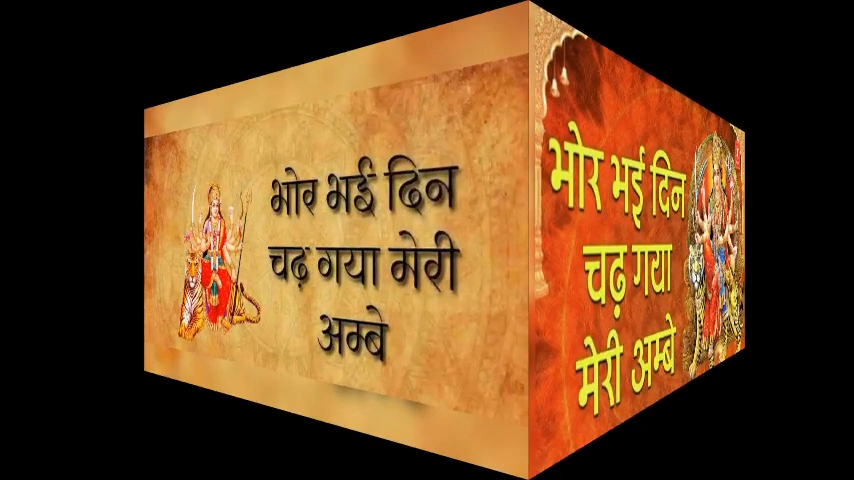 भोर भई दिन
चढ़ गया मेरी
अम्बे
भोर भई दिन
चढ़ गया
मेरी अम्बे